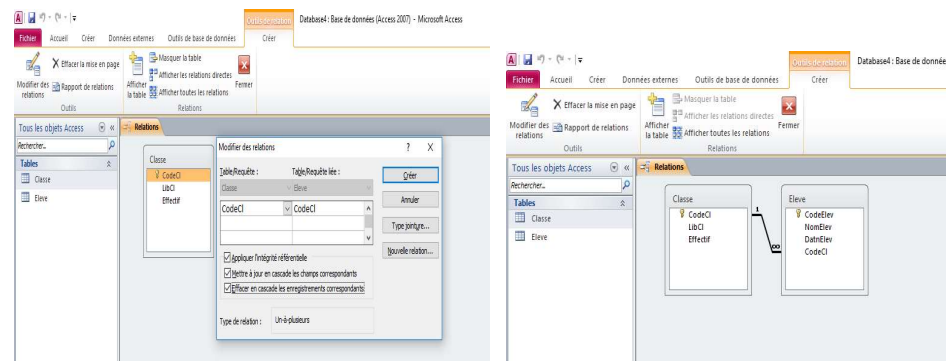 Outils de relation Database4 : Base de données (Access 2007) - Microsoft Access
Fichier Accueil Créer Données externes Outils de base de données Créer
Modifier des relations
Effacer la mise en page
Rapport de relations
Outils
Afficher la table
Masquer la table
Afficher les relations directes
Afficher toutes les relations
Fermer
Relations
Tous les objets Access
Rechercher...
Tables
Classe
Eleve
Relations
Classe
CodeCl
LibCl
Effectif
Modifier des relations ? X
Table/Requête : Table/Requête liée :
Classe Eleve
CodeCl CodeCl
Appliquer l'intégrité référentielle
Mettre à jour en cascade les champs correspondants
Effacer en cascade les enregistrements correspondants
Type de relation : Un-à-plusieurs
Créer
Annuler
Type jointure...
Nouvelle relation...
Outils de relation Database4 : Base de donnée
Fichier Accueil Créer Données externes Outils de base de données Créer
Modifier des relations
Effacer la mise en page
Rapport de relations
Outils
Afficher la table
Masquer la table
Afficher les relations directes
Afficher toutes les relations
Fermer
Relations
Tous les objets Access
Rechercher...
Tables
Classe
Eleve
Relations
Classe
CodeCl
LibCl
Effectif
1
∞
Eleve
CodeElev
NomElev
DatnElev
CodeCl